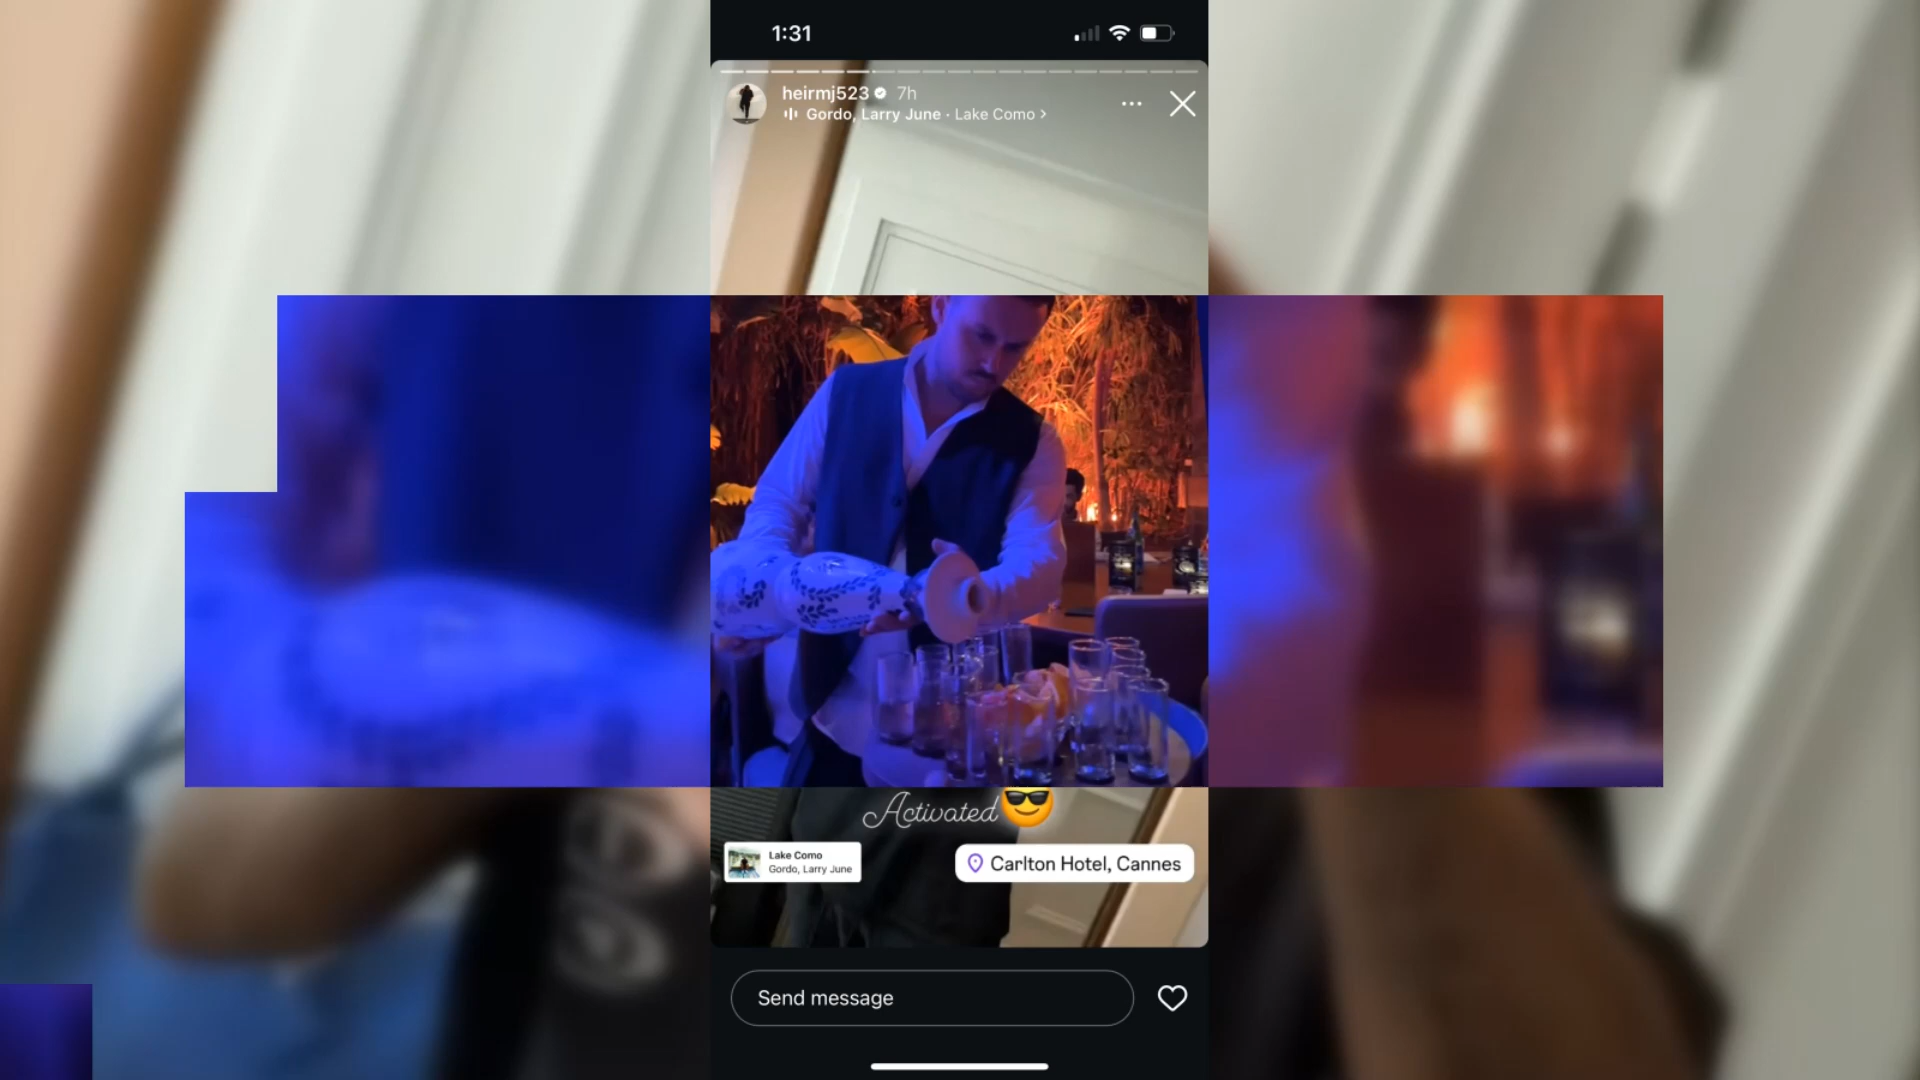 1:31
heirmj523 7h
Gordo, Larry June · Lake Como >
Activated😎
Lake Como
Gordo, Larry June
Carlton Hotel, Cannes
Send message